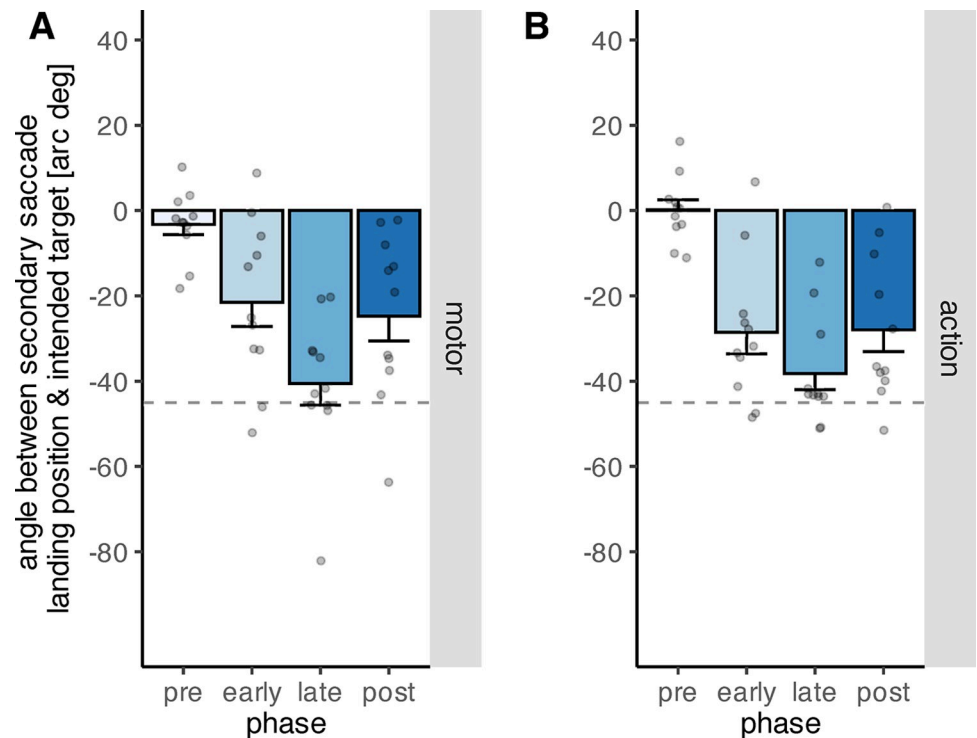 A
angle between secondary saccade
landing position & intended target [arc deg]
40
20
0
-20
-40
-60
-80
pre early late post
phase
motor
B
40
20
0
-20
-40
-60
-80
pre early late post
phase
action